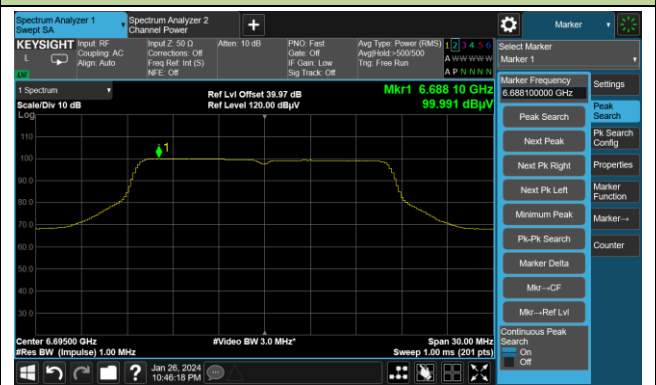 Spectrum Analyzer 1
Swept SA
Spectrum Analyzer 2
Channel Power
Marker
KEYSIGHT
L
LXI
Input: RF
Coupling: AC
Align: Auto
Input Z: 50 Ω
Corrections: Off
Freq Ref: Int (S)
NFE: Off
Atten: 10 dB
PNO: Fast
Gate: Off
IF Gain: Low
Sig Track: Off
Avg Type: Power (RMS)
Avg|Hold:>500/500
Trig: Free Run
1 2 3 4 5 6
A W W W W W
A P N N N N
Select Marker
Marker 1
1 Spectrum
Scale/Div 10 dB
Log
Ref Lvl Offset 39.97 dB
Ref Level 120.00 dBµV
Mkr1 6.688 10 GHz
99.991 dBµV
110
100
90.0
80.0
70.0
60.0
50.0
40.0
30.0
1
Center 6.69500 GHz
#Res BW (Impulse) 1.00 MHz
#Video BW 3.0 MHz*
Span 30.00 MHz
Sweep 1.00 ms (201 pts)
Marker Frequency
6.688100000 GHz
Peak Search
Next Peak
Next Pk Right
Next Pk Left
Minimum Peak
Pk-Pk Search
Marker Delta
Mkr→CF
Mkr→Ref Lvl
Continuous Peak
Search
On
Off
Settings
Peak
Search
Pk Search
Config
Properties
Marker
Function
Marker→
Counter
?
Jan 26, 2024
10:46:18 PM